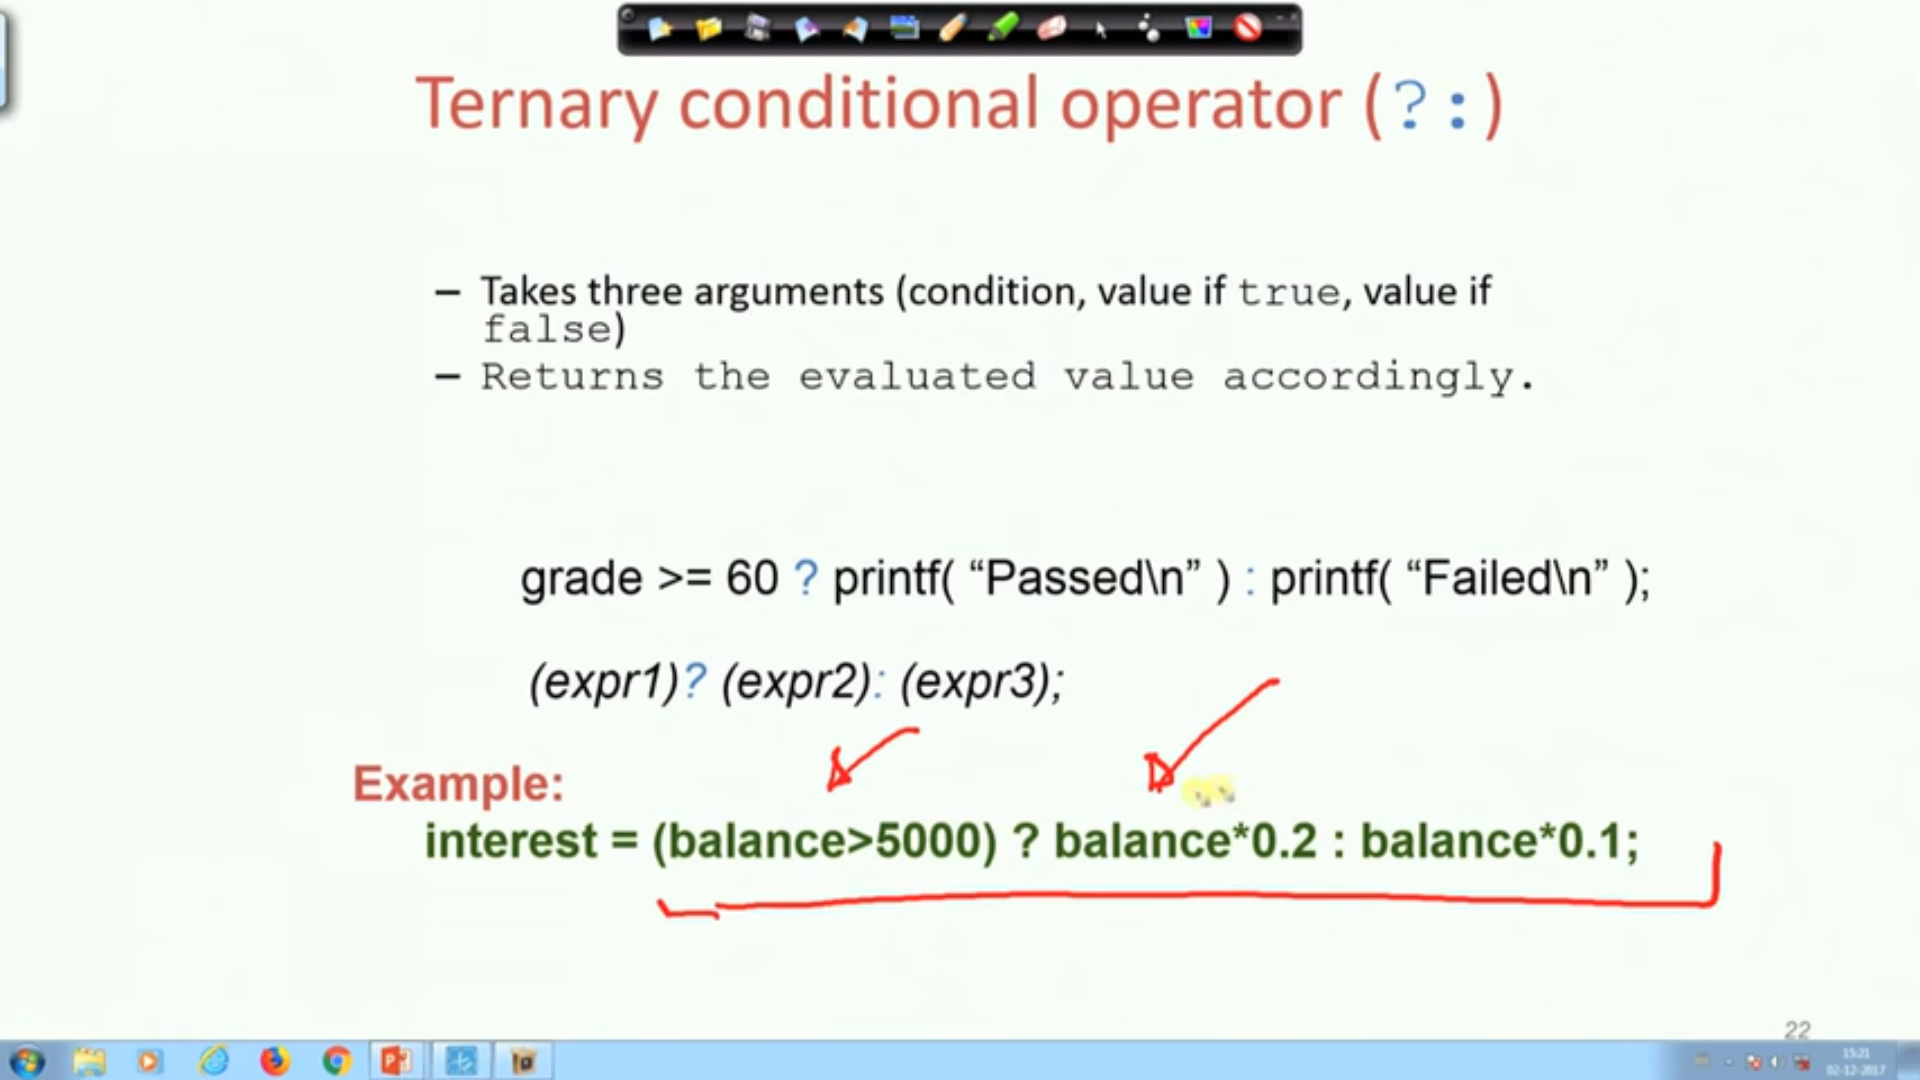 Ternary conditional operator (?:)
– Takes three arguments (condition, value if true, value if
false)
– Returns the evaluated value accordingly.
grade >= 60 ? printf( “Passed\n” ) : printf( “Failed\n” );
(expr1)? (expr2): (expr3);
Example:
interest = (balance>5000) ? balance*0.2 : balance*0.1;
22
15:21
02-12-2017